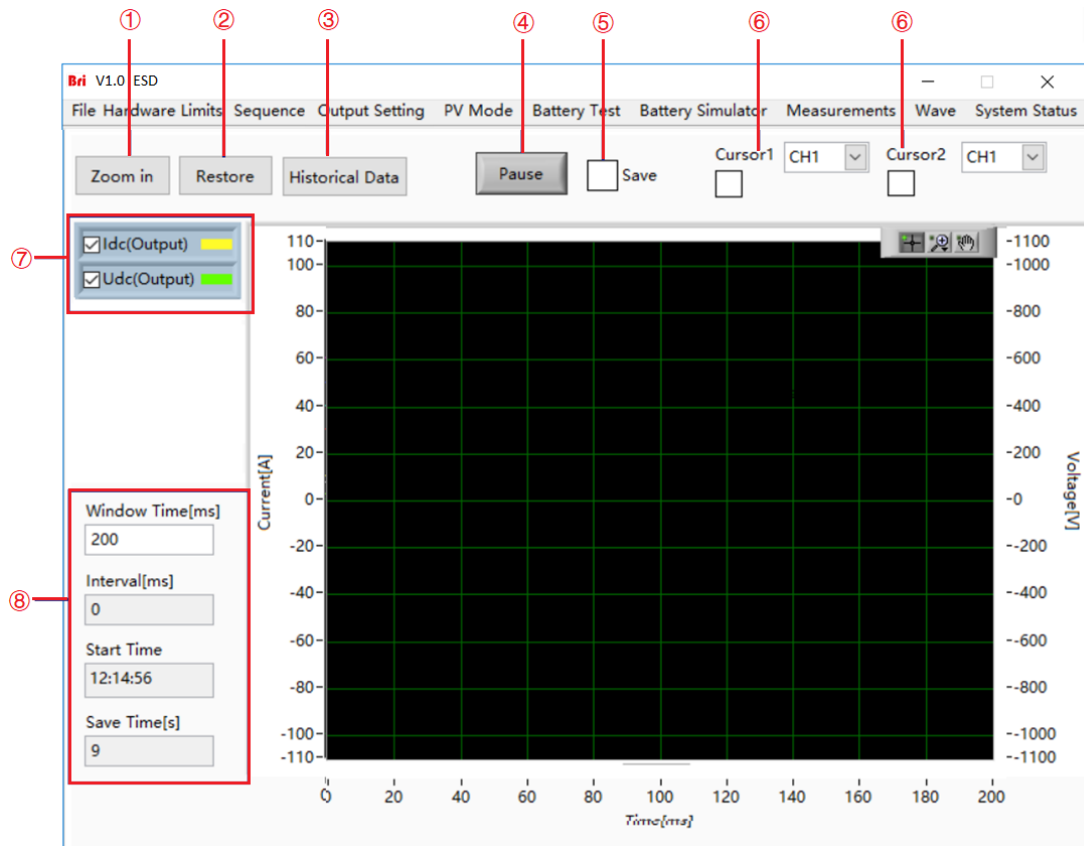 ① ② ③ ④ ⑤ ⑥ ⑥
Bri V1.0 ESD
File Hardware Limits Sequence Output Setting PV Mode Battery Test Battery Simulator Measurements Wave System Status
Zoom in Restore Historical Data Pause Save Cursor1 CH1 Cursor2 CH1
⑦
Idc(Output)
Udc(Output)
110 -1100
100 -1000
80 -800
60 -600
40 -400
20 -200
0 -0
-20 --200
-40 --400
-60 --600
-80 --800
-100 --1000
-110 --1100
Current[A]
Voltage[V]
⑧
Window Time[ms]
200
Interval[ms]
0
Start Time
12:14:56
Save Time[s]
9
0 20 40 60 80 100 120 140 160 180 200
Time[ms]